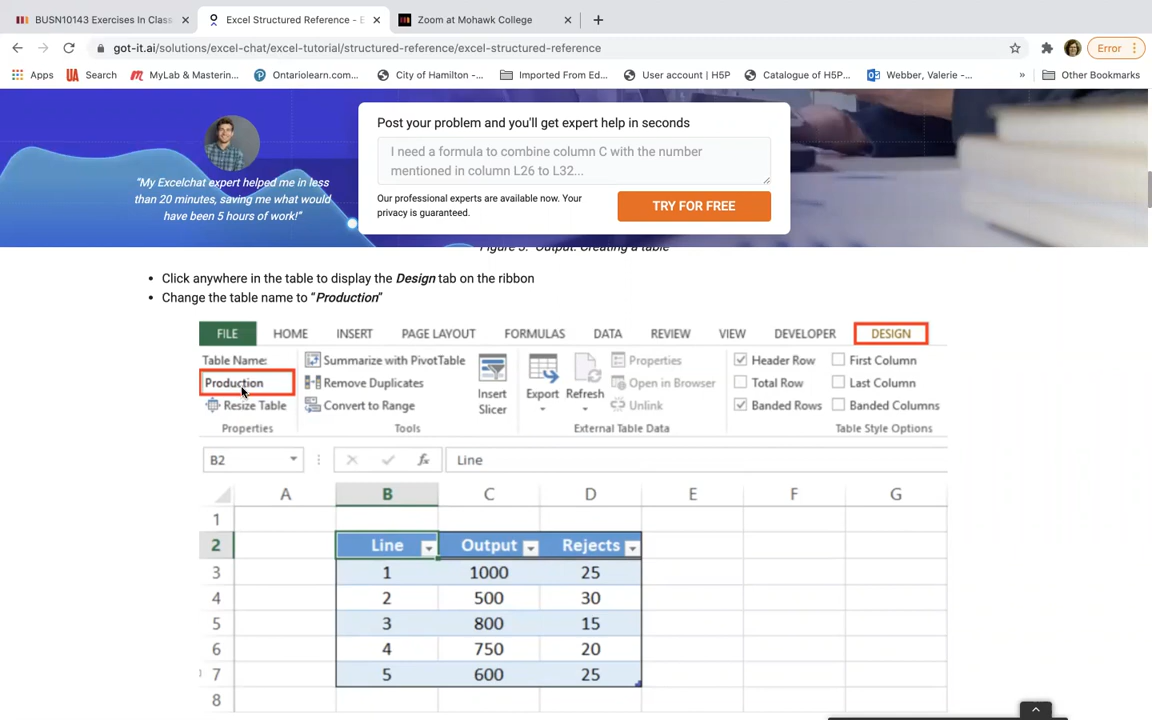 BUSN10143 Exercises In Class
Excel Structured Reference - E
Zoom at Mohawk College
got-it.ai/solutions/excel-chat/excel-tutorial/structured-reference/excel-structured-reference
Error
Apps
UA Search
MyLab & Masterin...
Ontariolearn.com...
City of Hamilton -...
Imported From Ed...
User account | H5P
Catalogue of H5P...
Webber, Valerie -...
»
Other Bookmarks
"My Excelchat expert helped me in less
than 20 minutes, saving me what would
have been 5 hours of work!"
Post your problem and you'll get expert help in seconds
I need a formula to combine column C with the number
mentioned in column L26 to L32...
Our professional experts are available now. Your
privacy is guaranteed.
TRY FOR FREE
Output: Creating a table
• Click anywhere in the table to display the Design tab on the ribbon
• Change the table name to "Production"
FILE HOME INSERT PAGE LAYOUT FORMULAS DATA REVIEW VIEW DEVELOPER DESIGN
Table Name: Summarize with PivotTable Properties Header Row First Column
Production Remove Duplicates Insert Slicer Export Refresh Open in Browser Total Row Last Column
Resize Table Convert to Range Unlink Banded Rows Banded Columns
Properties Tools External Table Data Table Style Options
B2 fx Line
A B C D E F G
1
2 Line Output Rejects
3 1 1000 25
4 2 500 30
5 3 800 15
6 4 750 20
7 5 600 25
8